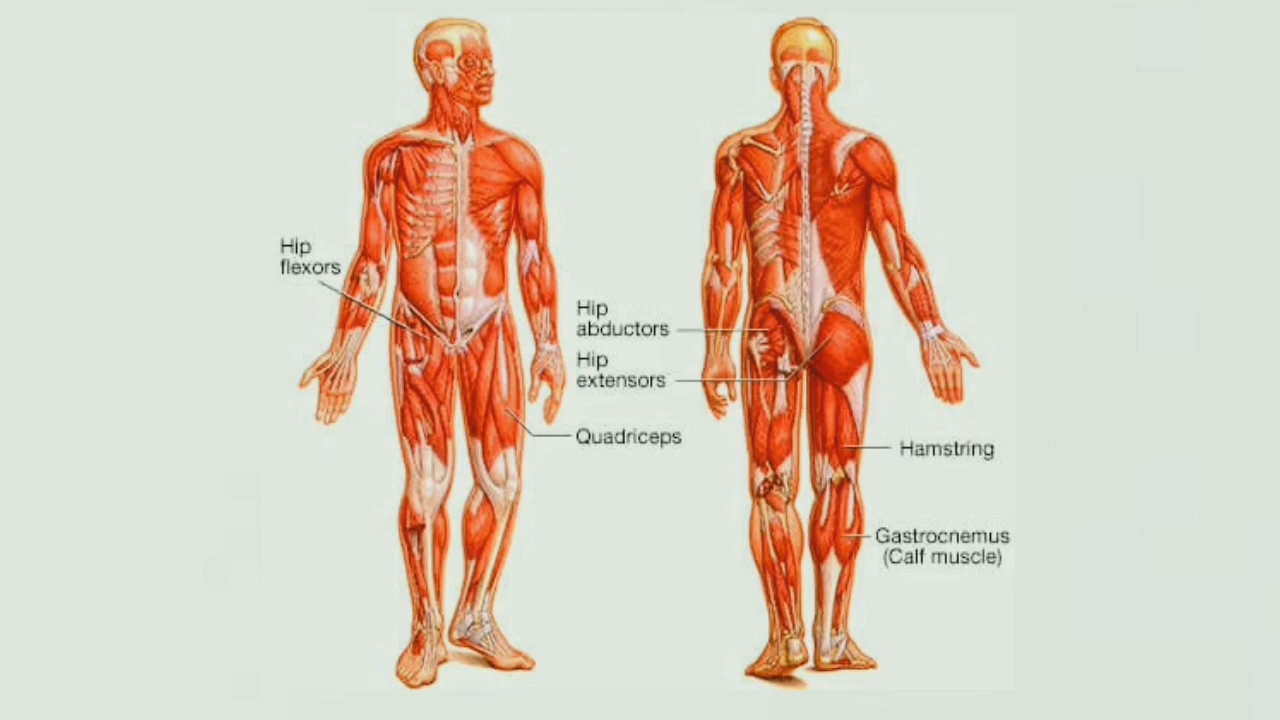 Hip
flexors
Hip
abductors
Hip
extensors
Quadriceps
Hamstring
Gastrocnemus
(Calf muscle)